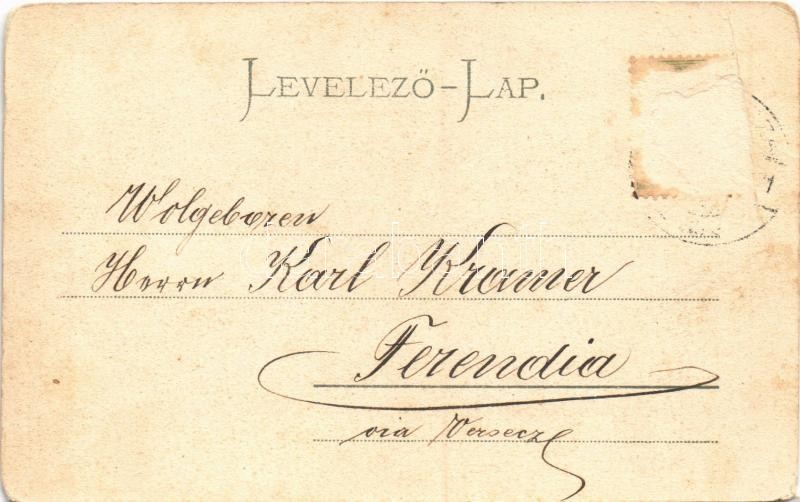 LEVELEZŐ-LAP.
Wolgeboren
Herrn Karl Kramer
Ferendia
via Versecz